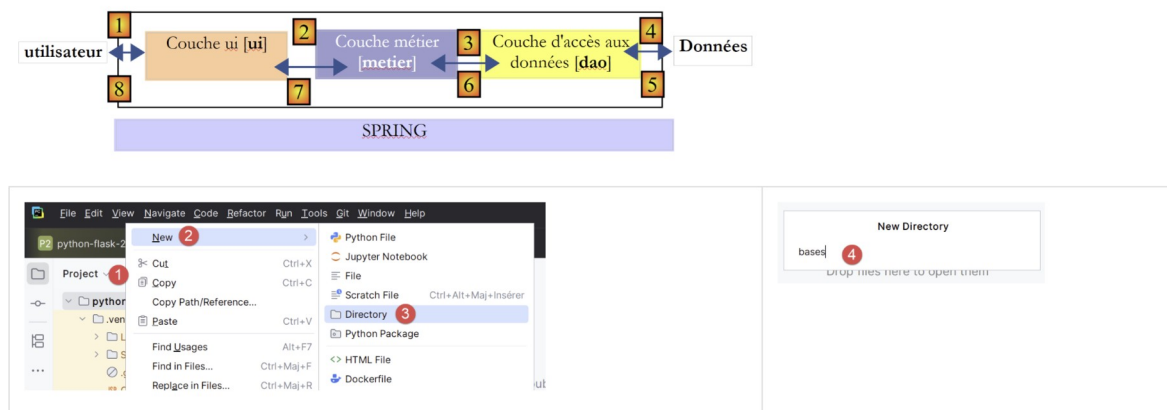 1
2
3
4
utilisateur
Couche ui [ui]
Couche métier
[metier]
Couche d'accès aux
données [dao]
Données
8
7
6
5
SPRING
File Edit View Navigate Code Refactor Run Tools Git Window Help
P2 python-flask-2
Project 1
python
.ven
L
S
New 2
Cut Ctrl+X
Copy Ctrl+C
Copy Path/Reference...
Paste Ctrl+V
Find Usages Alt+F7
Find in Files... Ctrl+Maj+F
Replace in Files... Ctrl+Maj+R
Python File
Jupyter Notebook
File
Scratch File Ctrl+Alt+Maj+Insérer
Directory 3
Python Package
HTML File
Dockerfile
New Directory
bases 4
Drop files here to open them